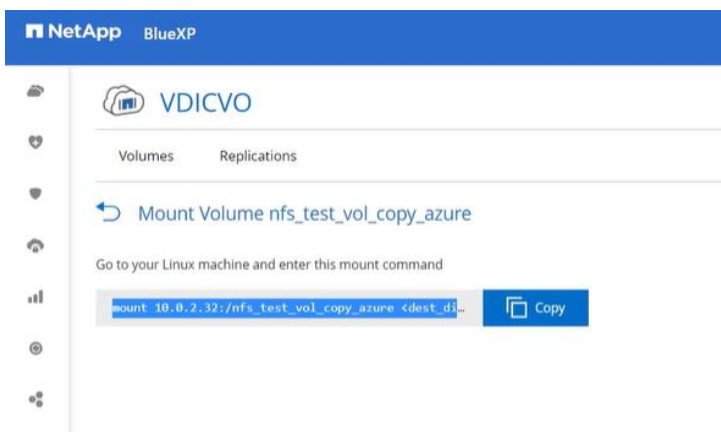 NetApp BlueXP
VDICVO
Volumes Replications
Mount Volume nfs_test_vol_copy_azure
Go to your Linux machine and enter this mount command
mount 10.0.2.32:/nfs_test_vol_copy_azure <dest_di… Copy